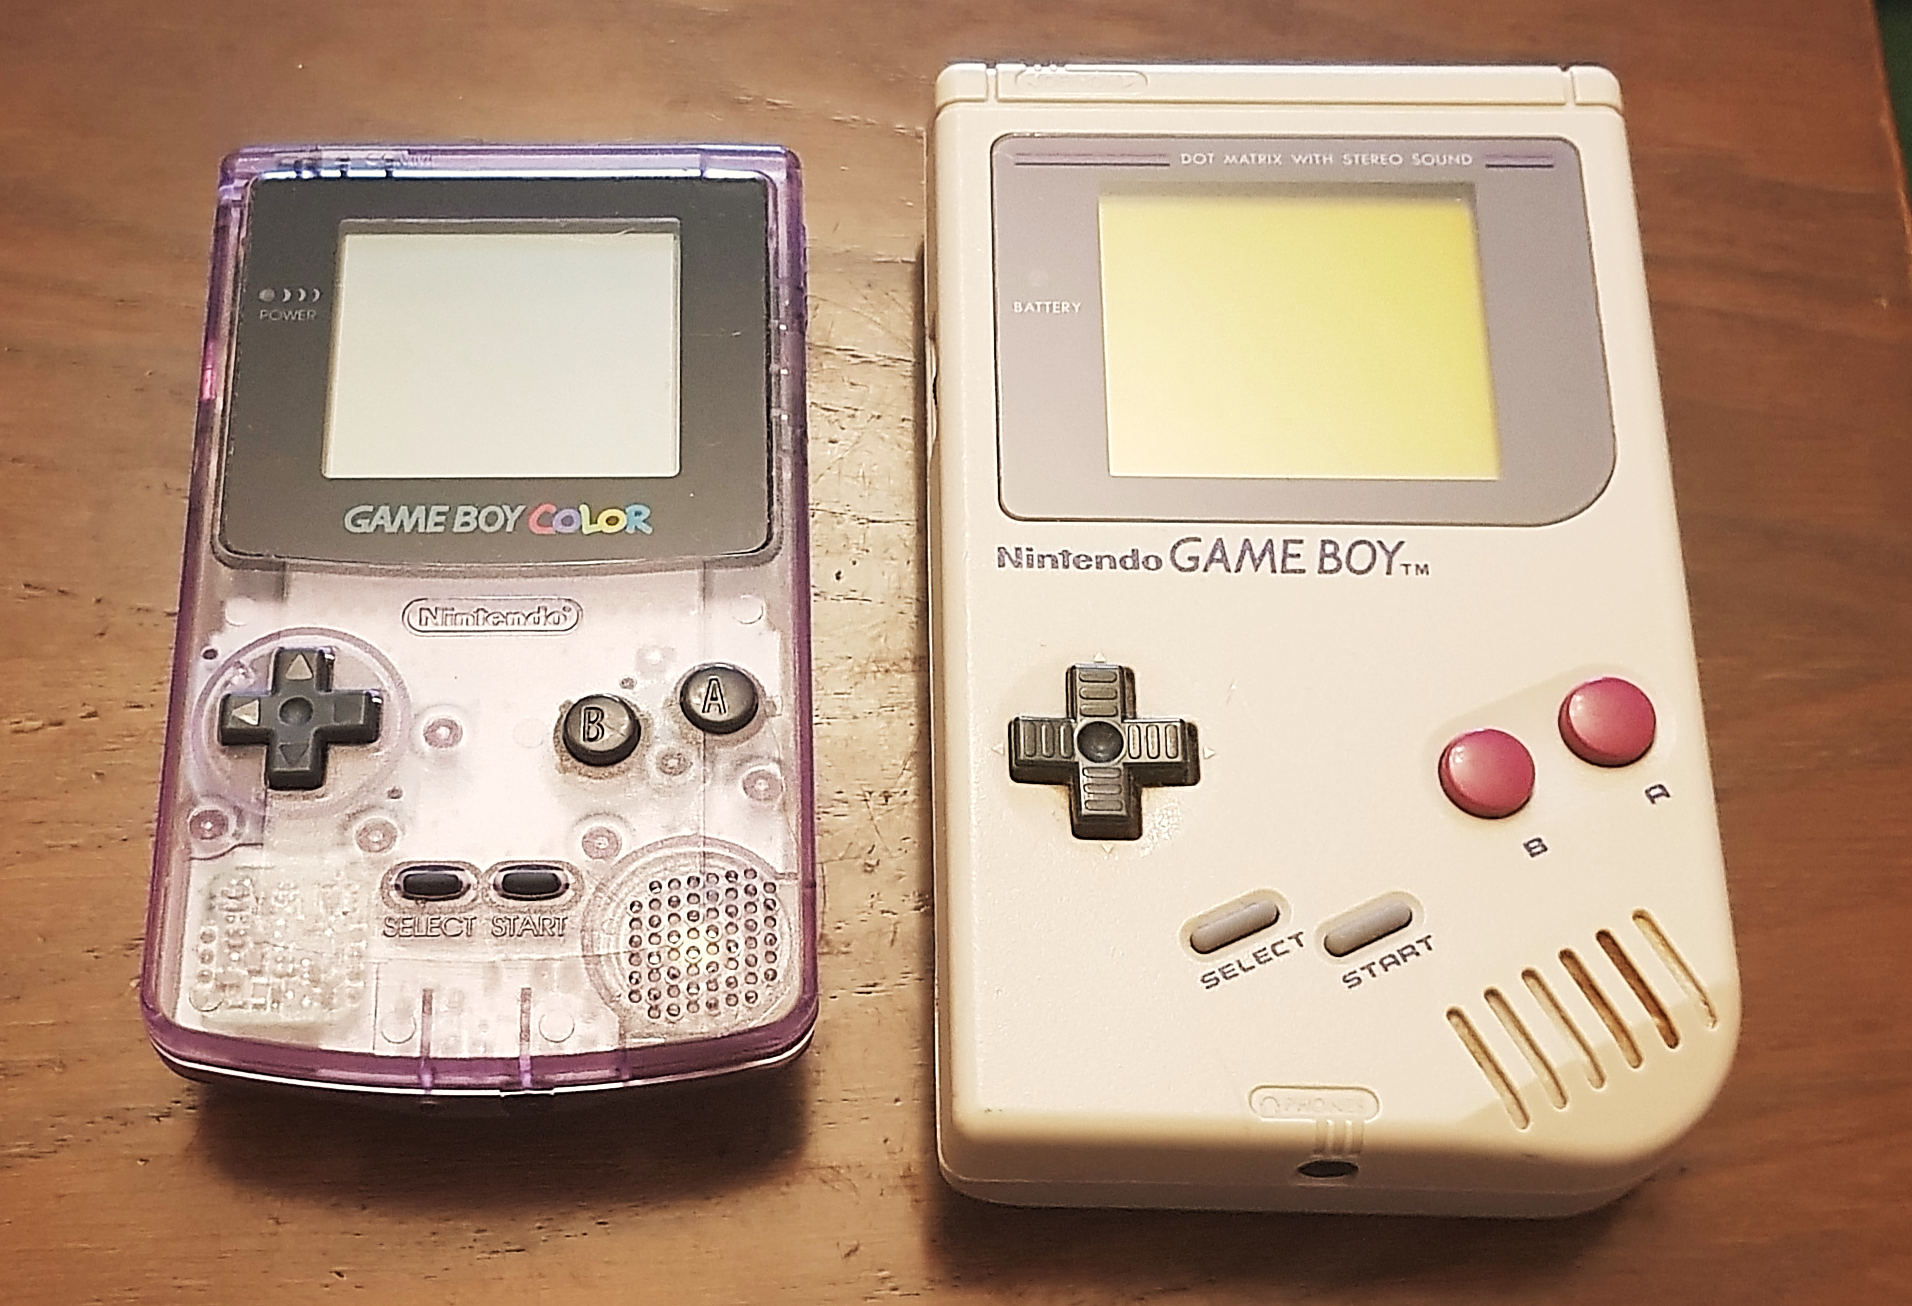 POWER
GAME BOY COLOR
Nintendo®
B
A
SELECT START
DOT MATRIX WITH STEREO SOUND
BATTERY
Nintendo GAME BOY™
B
A
SELECT
START
PHONES